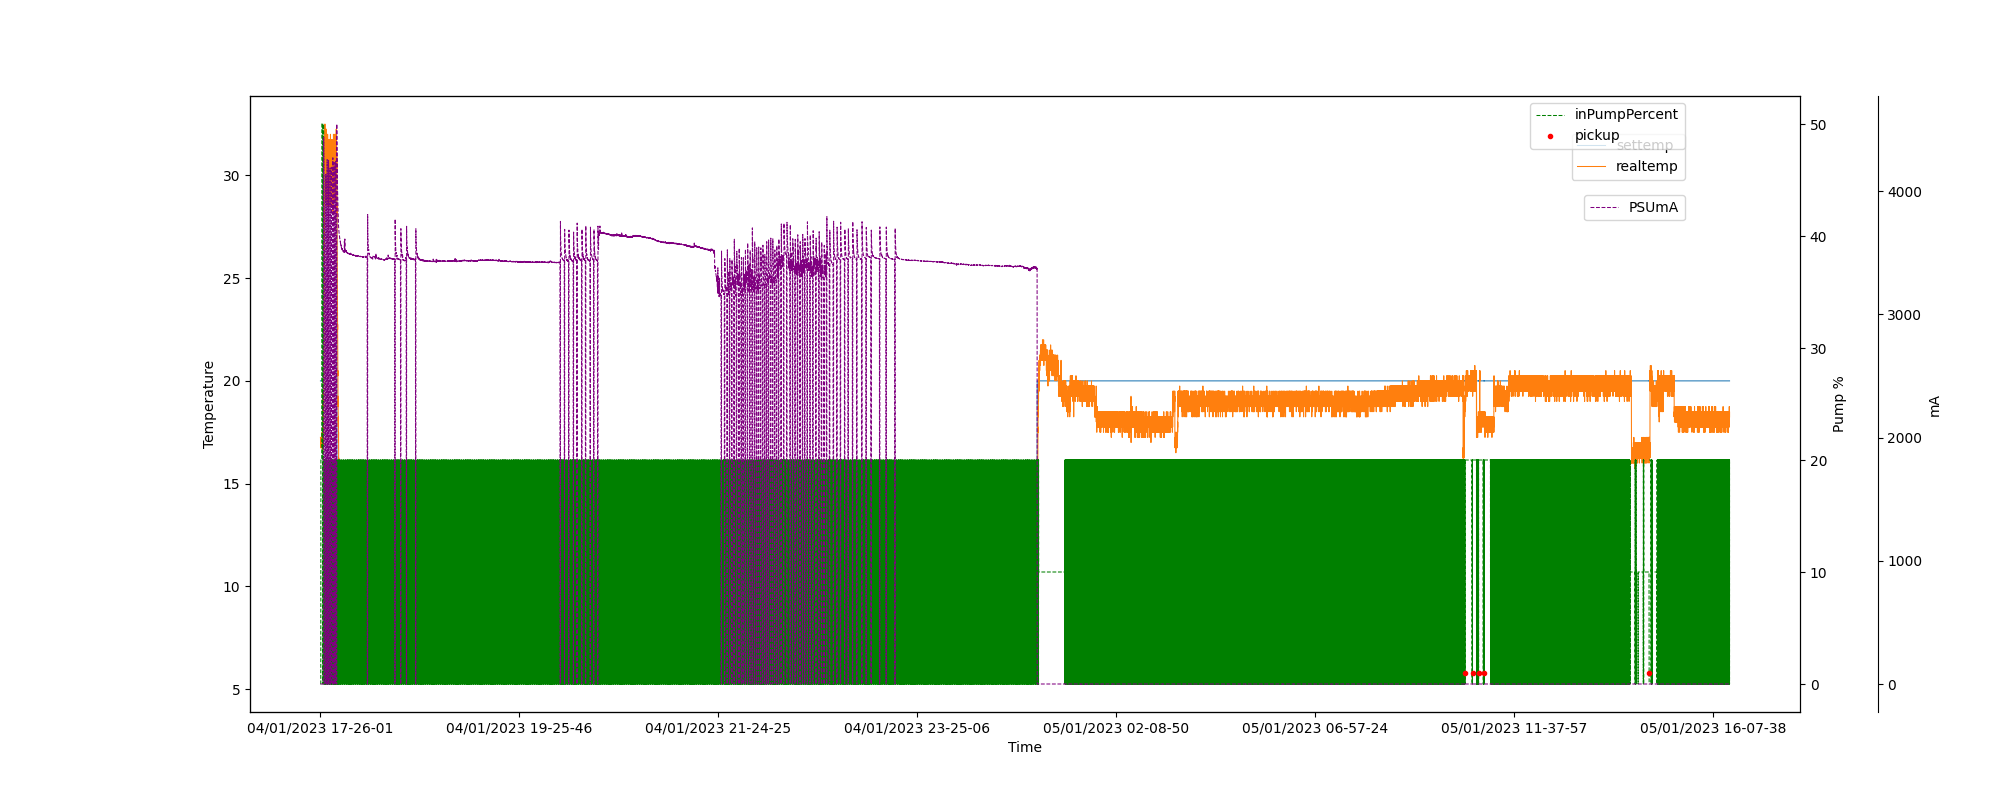 inPumpPercent
pickup
settemp
realtemp
PSUmA
30
25
20
15
10
5
Temperature
50
40
30
20
10
0
Pump %
4000
3000
2000
1000
0
mA
04/01/2023 17-26-01
04/01/2023 19-25-46
04/01/2023 21-24-25
04/01/2023 23-25-06
05/01/2023 02-08-50
05/01/2023 06-57-24
05/01/2023 11-37-57
05/01/2023 16-07-38
Time